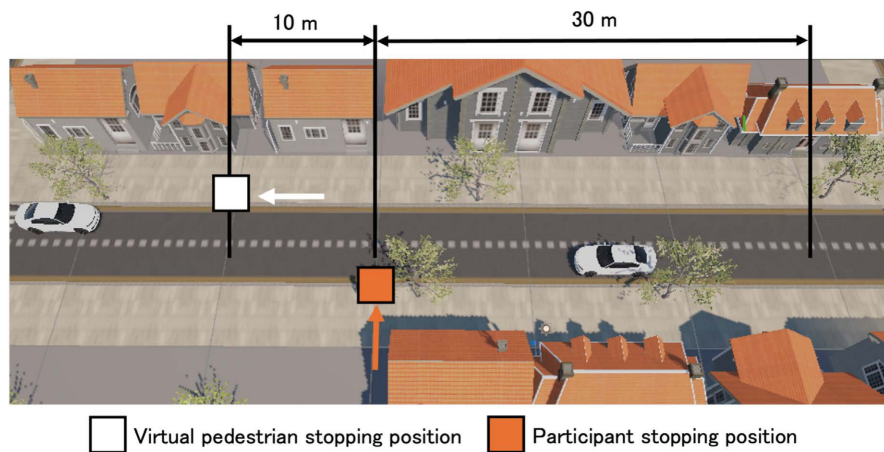 10 m
30 m
Virtual pedestrian stopping position
Participant stopping position